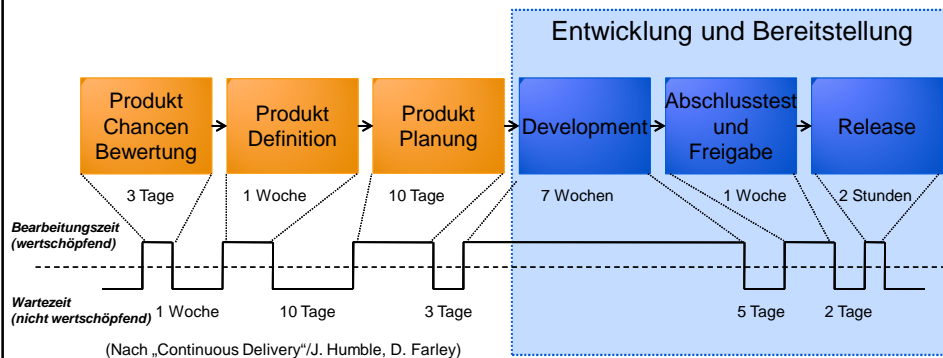 Entwicklung und Bereitstellung
Produkt
Chancen
Bewertung
Produkt
Definition
Produkt
Planung
Development
Abschlusstest
und
Freigabe
Release
3 Tage
1 Woche
10 Tage
7 Wochen
1 Woche
2 Stunden
Bearbeitungszeit
(wertschöpfend)
Wartezeit
(nicht wertschöpfend)
1 Woche
10 Tage
3 Tage
5 Tage
2 Tage
(Nach „Continuous Delivery“/J. Humble, D. Farley)